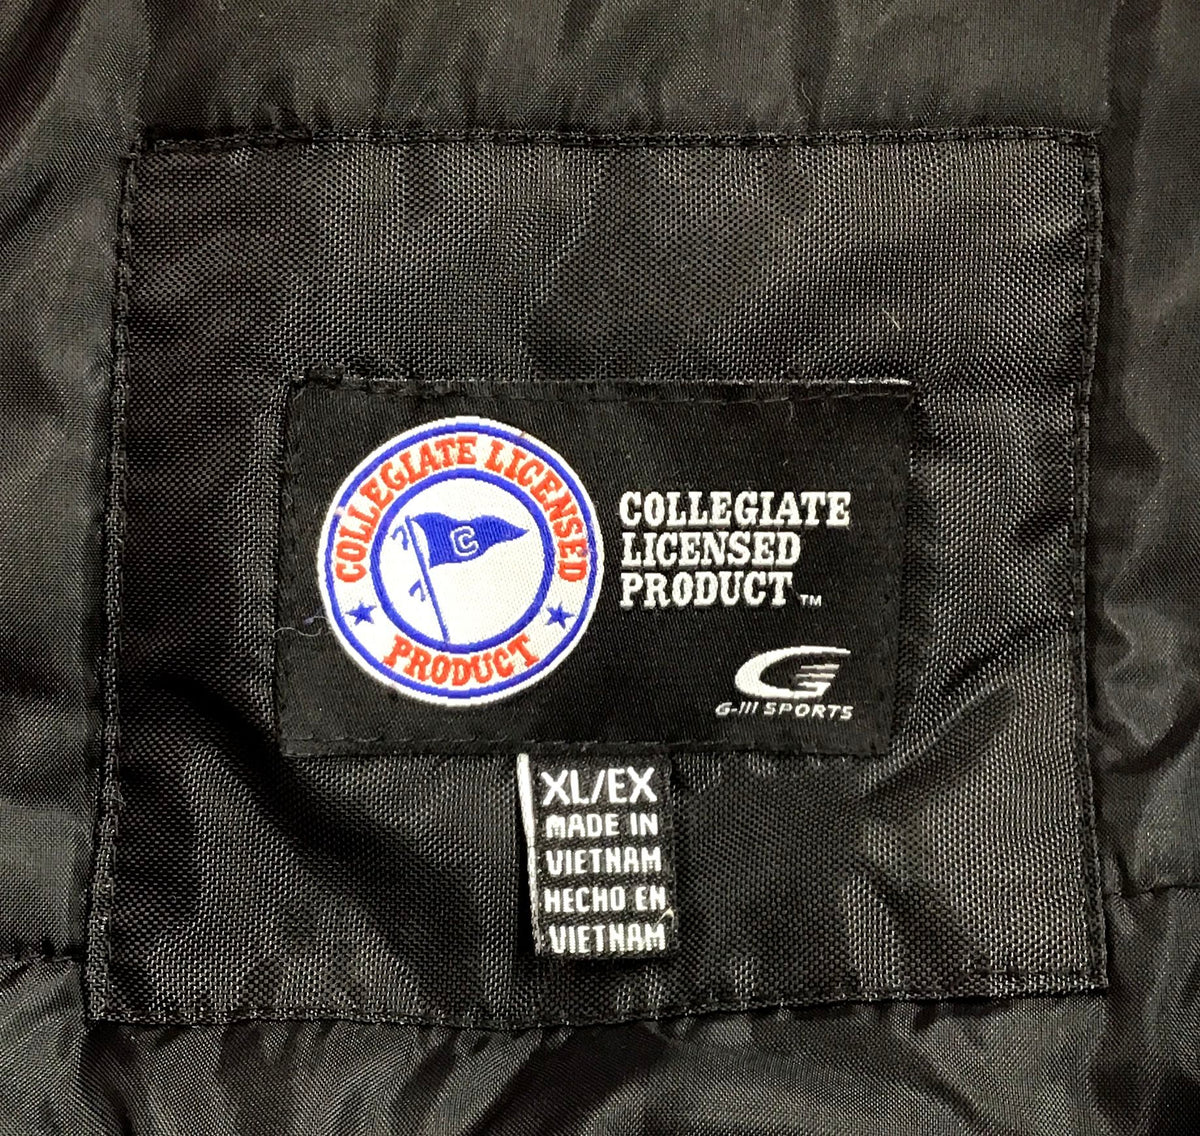 COLLEGIATE LICENSED
PRODUCT
C
COLLEGIATE
LICENSED
PRODUCT™
G
G-III SPORTS
XL/EX
MADE IN
VIETNAM
HECHO EN
VIETNAM